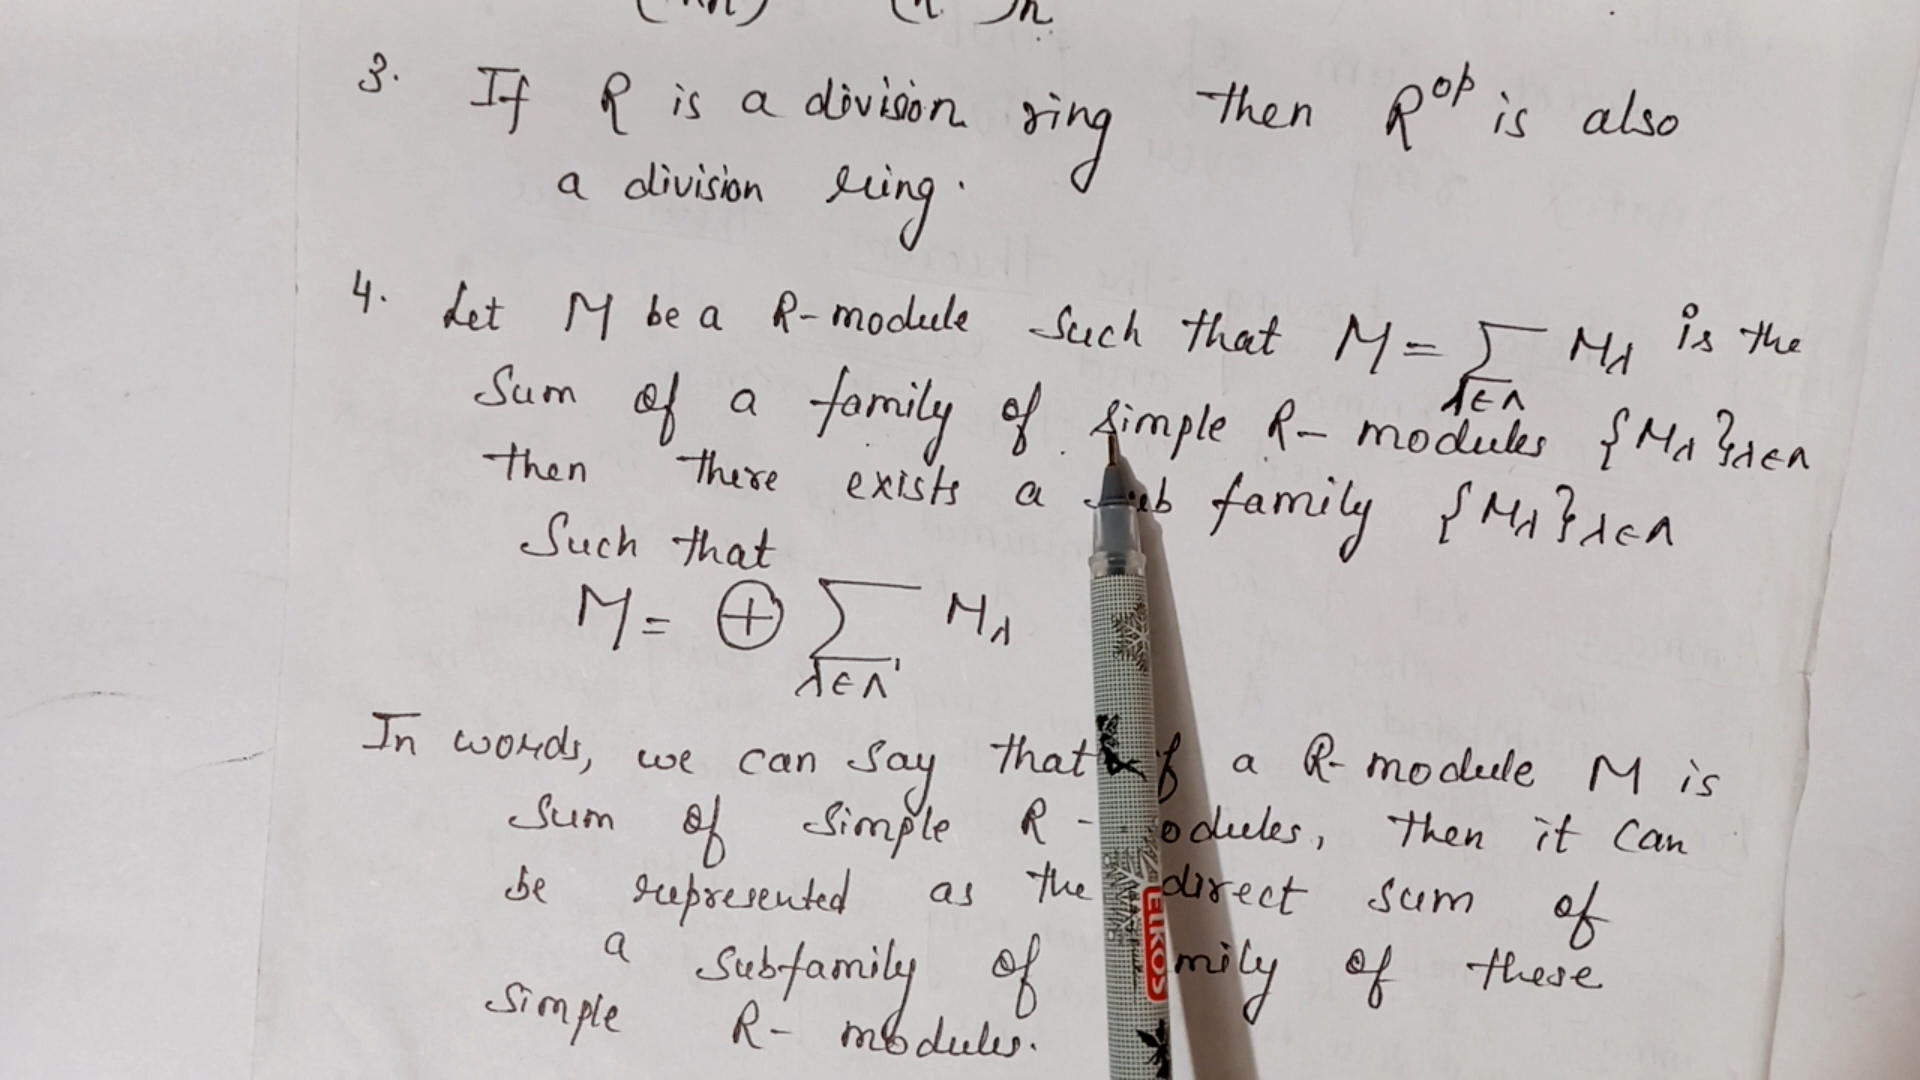 3. If R is a division ring then R^op is also
a division ring.
4. Let M be a R-module such that M = ∑_{λ∈Λ} M_λ is the
sum of a family of simple R-modules {M_λ}_{λ∈Λ}
then there exists a family {M_λ}_{λ∈Λ}
Such that
M = ⊕ ∑_{λ∈Λ'} M_λ
In words, we can say that if a R-module M is
sum of simple R- , then it can
be represented as the direct sum of
a subfamily of of these
simple R-modules.
ELKOS